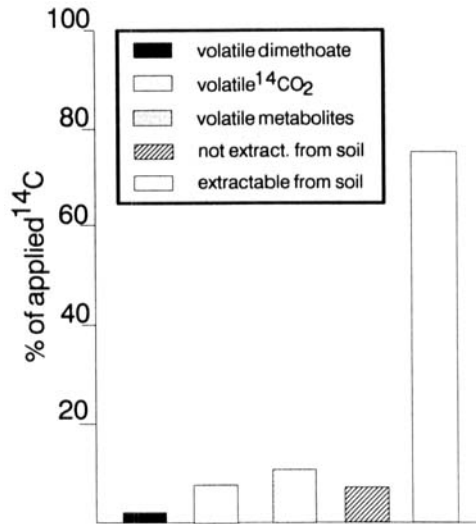 100
80
60
40
20
% of applied 14C
volatile dimethoate
volatile 14CO2
volatile metabolites
not extract. from soil
extractable from soil